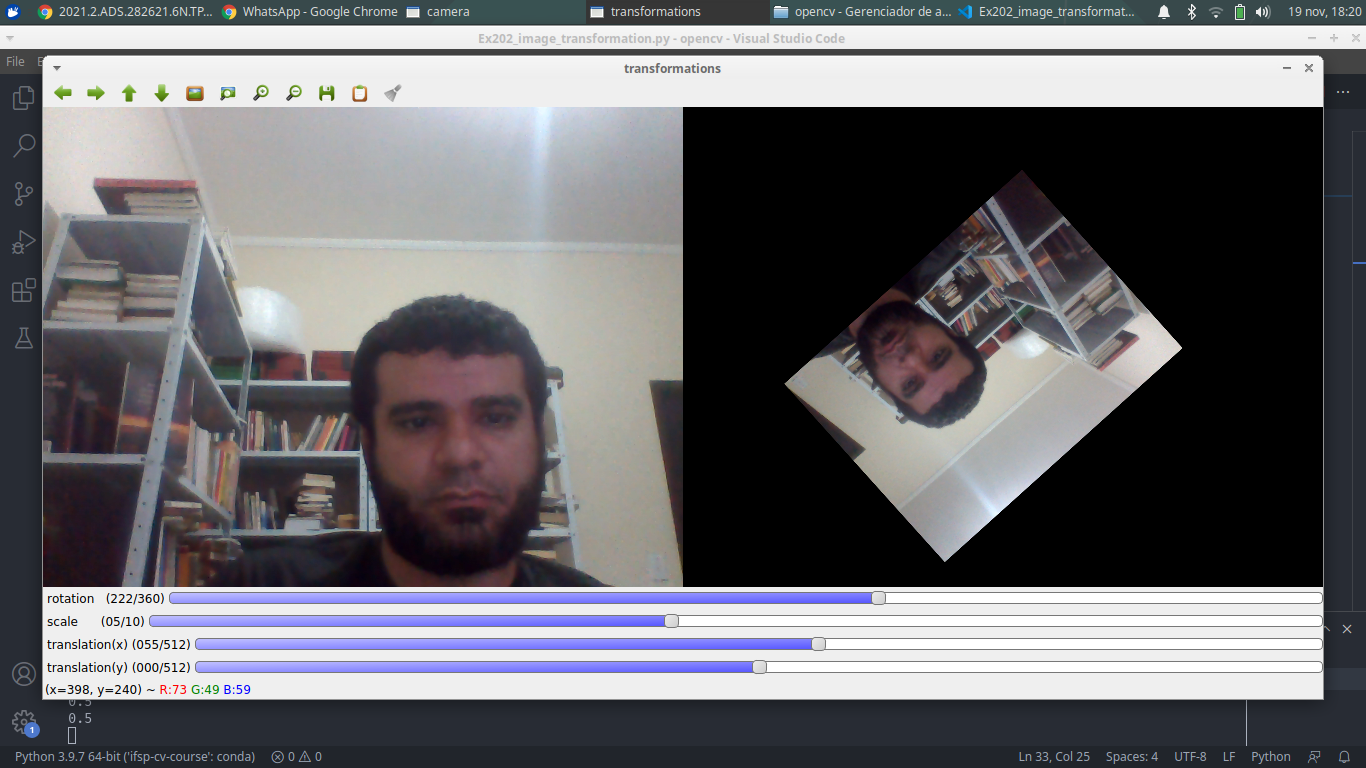 2021.2.ADS.282621.6N.TP... WhatsApp - Google Chrome camera transformations opencv - Gerenciador de a... Ex202_image_transformat... 19 nov, 18:20
Ex202_image_transformation.py - opencv - Visual Studio Code
File
transformations
rotation (222/360)
scale (05/10)
translation(x) (055/512)
translation(y) (000/512)
(x=398, y=240) ~ R:73 G:49 B:59
0.5
0.5
1
Python 3.9.7 64-bit ('ifsp-cv-course': conda) 0 0 Ln 33, Col 25 Spaces: 4 UTF-8 LF Python